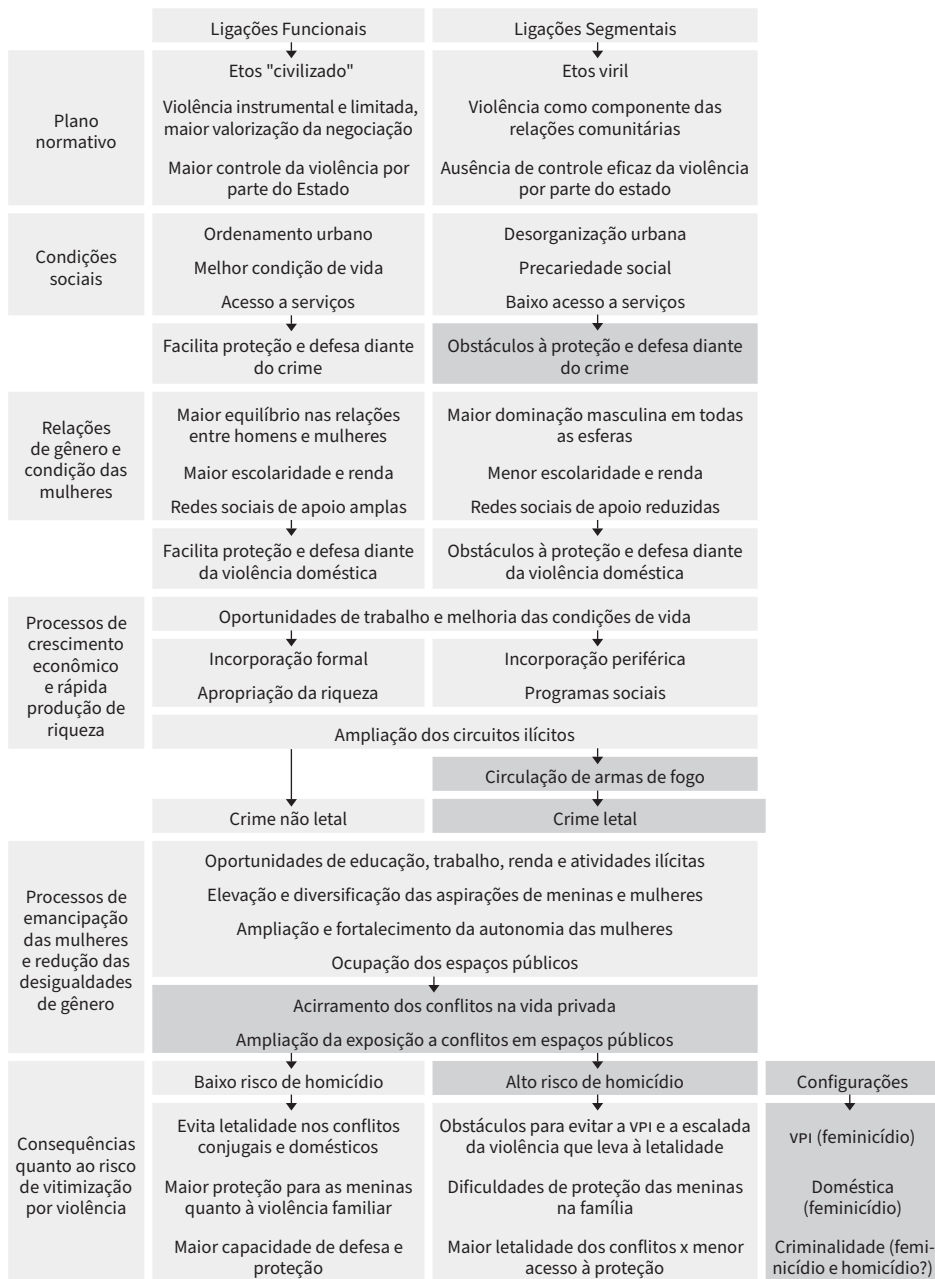 Ligações Funcionais
Ligações Segmentais
Plano
normativo
Etos "civilizado"
Violência instrumental e limitada,
maior valorização da negociação
Maior controle da violência por
parte do Estado
Etos viril
Violência como componente das
relações comunitárias
Ausência de controle eficaz da violência
por parte do estado
Condições
sociais
Ordenamento urbano
Melhor condição de vida
Acesso a serviços
Desorganização urbana
Precariedade social
Baixo acesso a serviços
Facilita proteção e defesa diante
do crime
Obstáculos à proteção e defesa diante
do crime
Relações
de gênero e
condição das
mulheres
Maior equilíbrio nas relações
entre homens e mulheres
Maior escolaridade e renda
Redes sociais de apoio amplas
Maior dominação masculina em todas
as esferas
Menor escolaridade e renda
Redes sociais de apoio reduzidas
Facilita proteção e defesa diante
da violência doméstica
Obstáculos à proteção e defesa diante
da violência doméstica
Processos de
crescimento
econômico
e rápida
produção de
riqueza
Oportunidades de trabalho e melhoria das condições de vida
Incorporação formal
Apropriação da riqueza
Incorporação periférica
Programas sociais
Ampliação dos circuitos ilícitos
Circulação de armas de fogo
Crime não letal
Crime letal
Processos de
emancipação
das mulheres
e redução das
desigualdades
de gênero
Oportunidades de educação, trabalho, renda e atividades ilícitas
Elevação e diversificação das aspirações de meninas e mulheres
Ampliação e fortalecimento da autonomia das mulheres
Ocupação dos espaços públicos
Acirramento dos conflitos na vida privada
Ampliação da exposição a conflitos em espaços públicos
Consequências
quanto ao risco
de vitimização
por violência
Baixo risco de homicídio
Alto risco de homicídio
Configurações
Evita letalidade nos conflitos
conjugais e domésticos
Maior proteção para as meninas
quanto à violência familiar
Maior capacidade de defesa e
proteção
Obstáculos para evitar a VPI e a escalada
da violência que leva à letalidade
Dificuldades de proteção das meninas
na família
Maior letalidade dos conflitos x menor
acesso à proteção
VPI (feminicídio)
Doméstica
(feminicídio)
Criminalidade (femi-
nicídio e homicídio?)